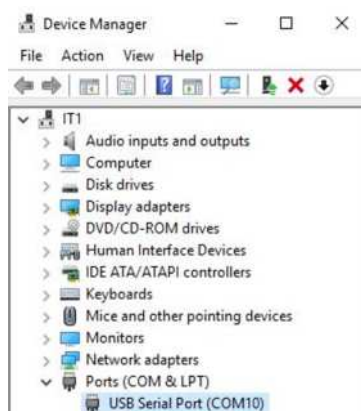 Device Manager
File Action View Help
IT1
Audio inputs and outputs
Computer
Disk drives
Display adapters
DVD/CD-ROM drives
Human Interface Devices
IDE ATA/ATAPI controllers
Keyboards
Mice and other pointing devices
Monitors
Network adapters
Ports (COM & LPT)
USB Serial Port (COM10)